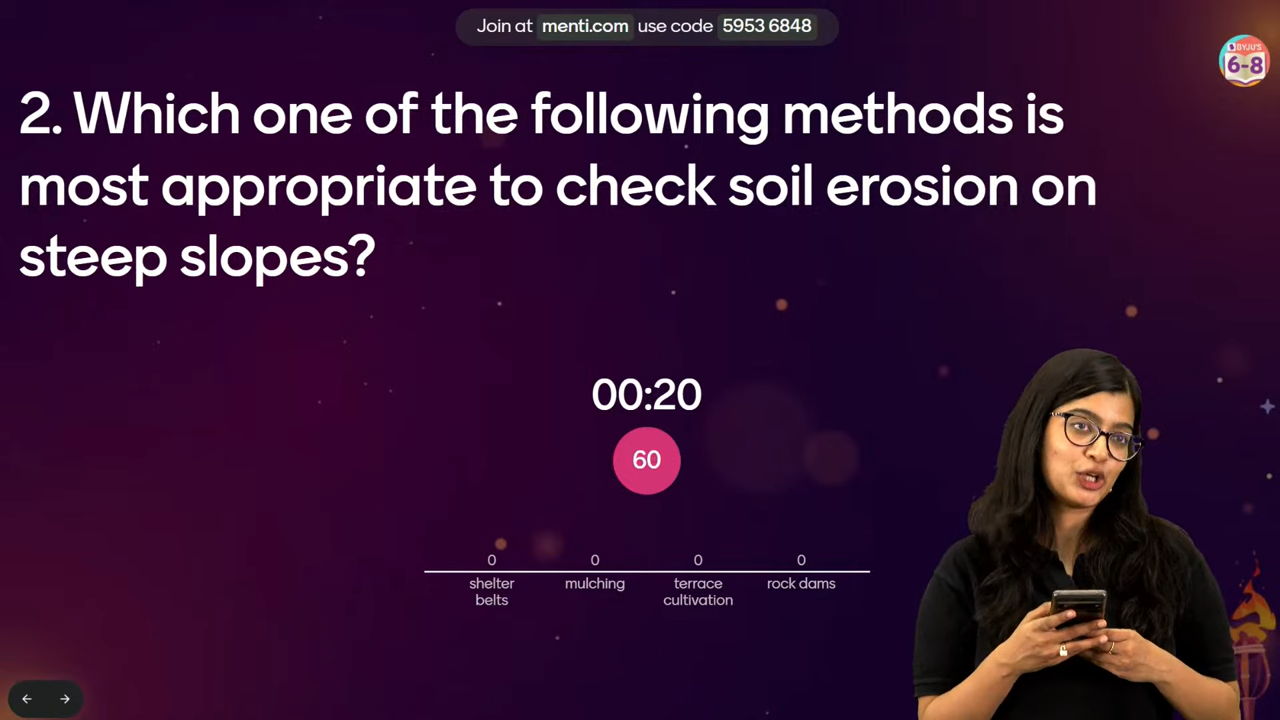 Join at menti.com use code 5953 6848
BYJU'S
6-8
2. Which one of the following methods is
most appropriate to check soil erosion on
steep slopes?
00:20
60
0 0 0 0
shelter mulching terrace rock dams
belts cultivation